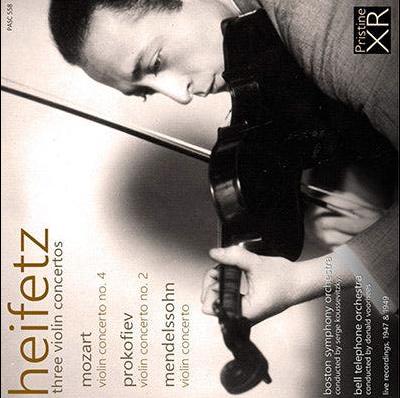 PASC 558
Pristine
XR
heifetz
three violin concertos
mozart
violin concerto no. 4
prokofiev
violin concerto no. 2
mendelssohn
violin concerto
boston symphony orchestra
conducted by serge koussevitzky
bell telephone orchestra
conducted by donald voorhees
live recordings, 1947 & 1949